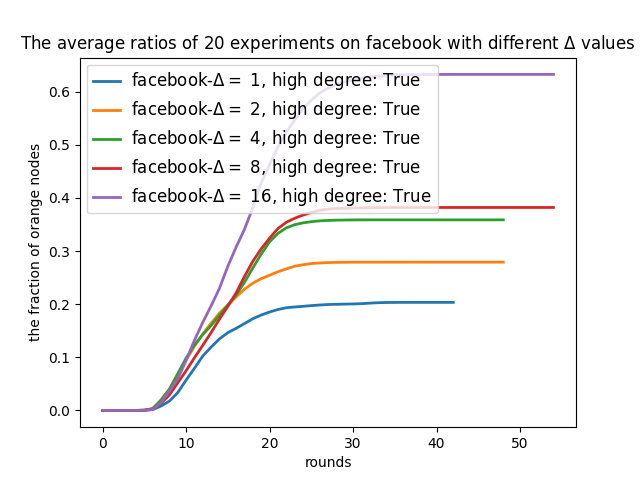 The average ratios of 20 experiments on facebook with different Δ values
facebook-Δ = 1, high degree: True
facebook-Δ = 2, high degree: True
facebook-Δ = 4, high degree: True
facebook-Δ = 8, high degree: True
facebook-Δ = 16, high degree: True
the fraction of orange nodes
0.6
0.5
0.4
0.3
0.2
0.1
0.0
0 10 20 30 40 50
rounds